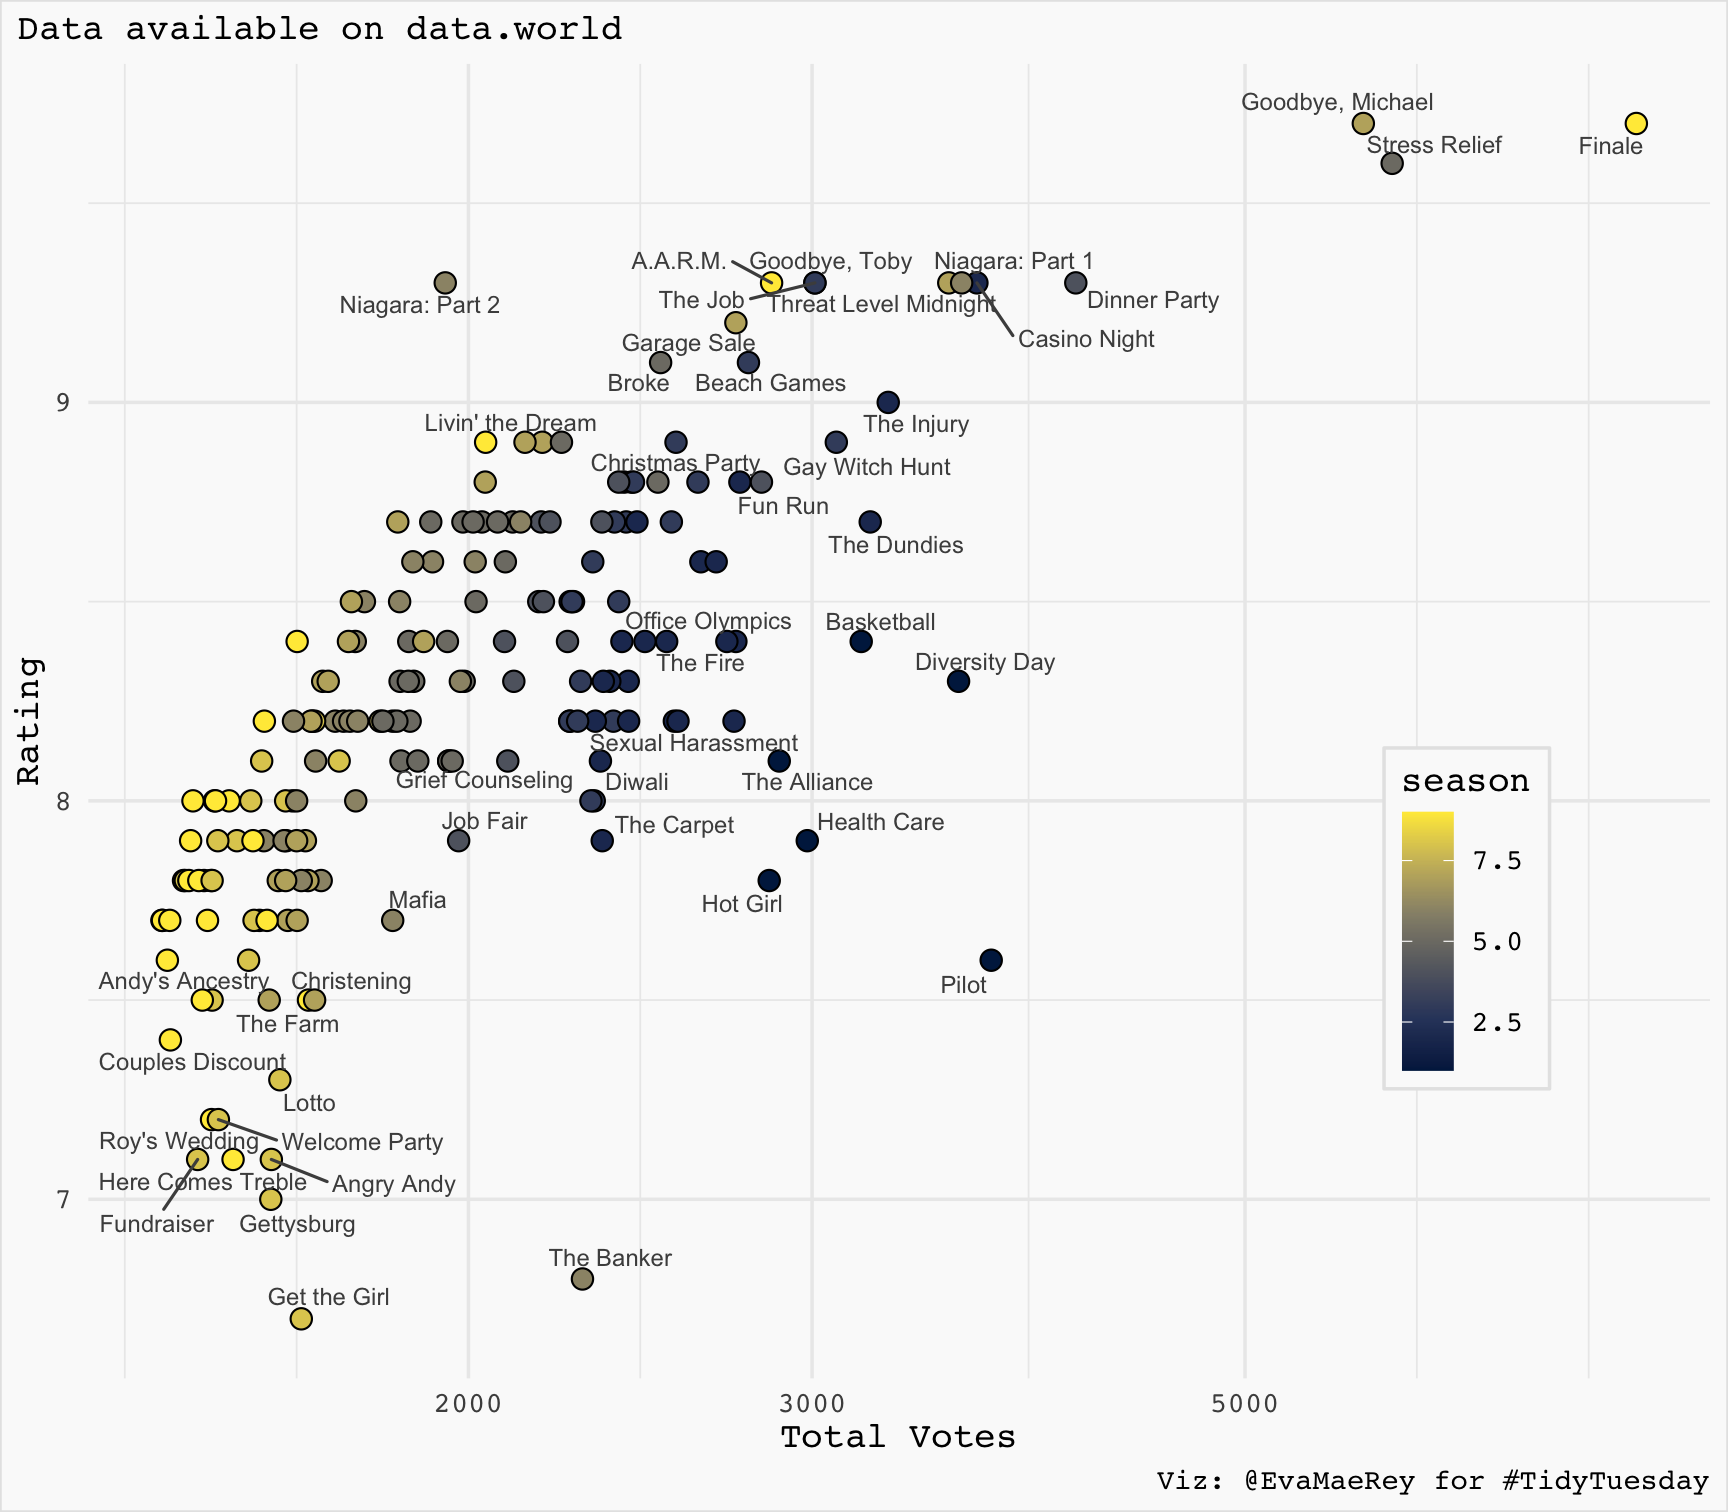 Data available on data.world
Goodbye, Michael
Stress Relief
Finale
A.A.R.M.
Goodbye, Toby
Niagara: Part 1
Niagara: Part 2
The Job
Threat Level Midnight
Dinner Party
Casino Night
Garage Sale
Broke
Beach Games
9
The Injury
Livin' the Dream
Christmas Party
Gay Witch Hunt
Fun Run
The Dundies
Office Olympics
Basketball
The Fire
Diversity Day
Rating
Sexual Harassment
Grief Counseling
Diwali
The Alliance
8
Job Fair
The Carpet
Health Care
Mafia
Hot Girl
season
7.5
5.0
2.5
Andy's Ancestry
Christening
Pilot
The Farm
Couples Discount
Lotto
Roy's Wedding
Welcome Party
Here Comes Treble
Angry Andy
7
Fundraiser
Gettysburg
The Banker
Get the Girl
2000
3000
5000
Total Votes
Viz: @EvaMaeRey for #TidyTuesday